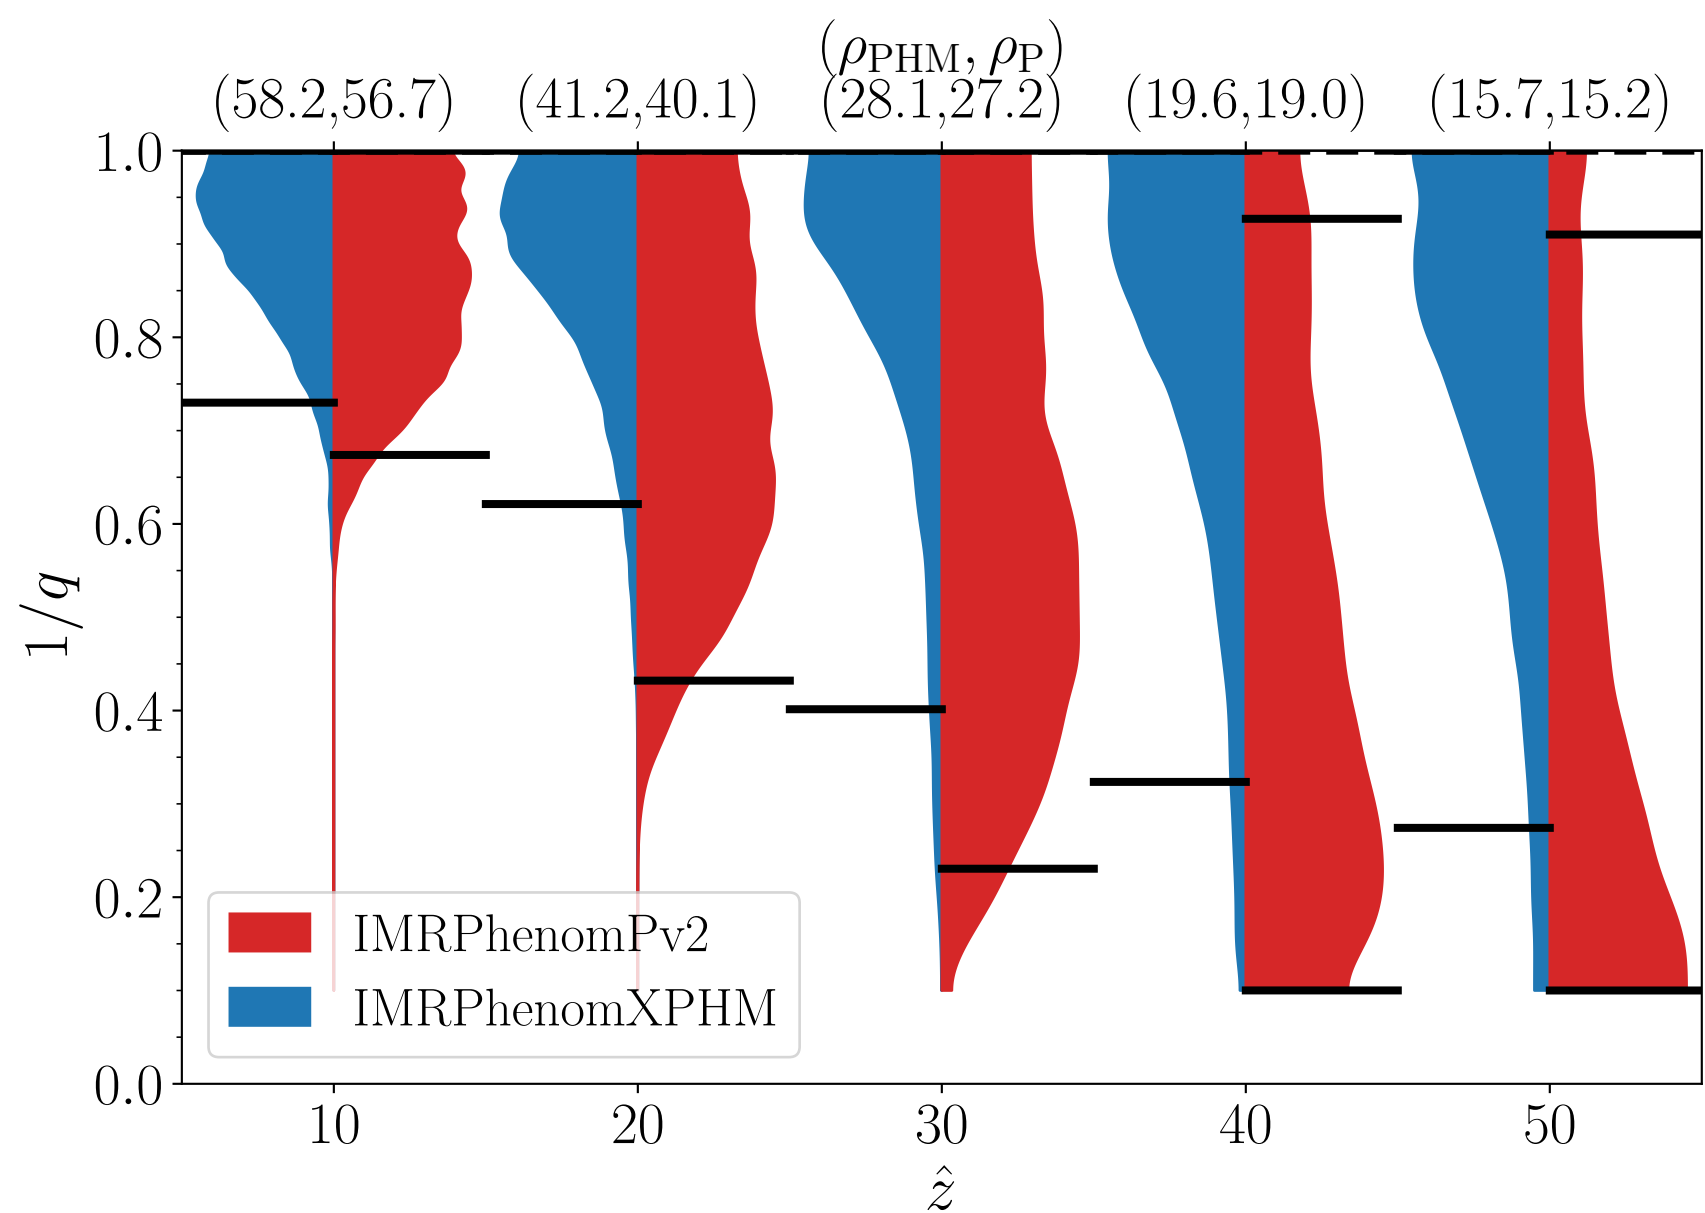 (ρPHM, ρP)
(58.2,56.7) (41.2,40.1) (28.1,27.2) (19.6,19.0) (15.7,15.2)
1.0
0.8
0.6
0.4
0.2
0.0
1/q
IMRPhenomPv2
IMRPhenomXPHM
10 20 30 40 50
ẑ